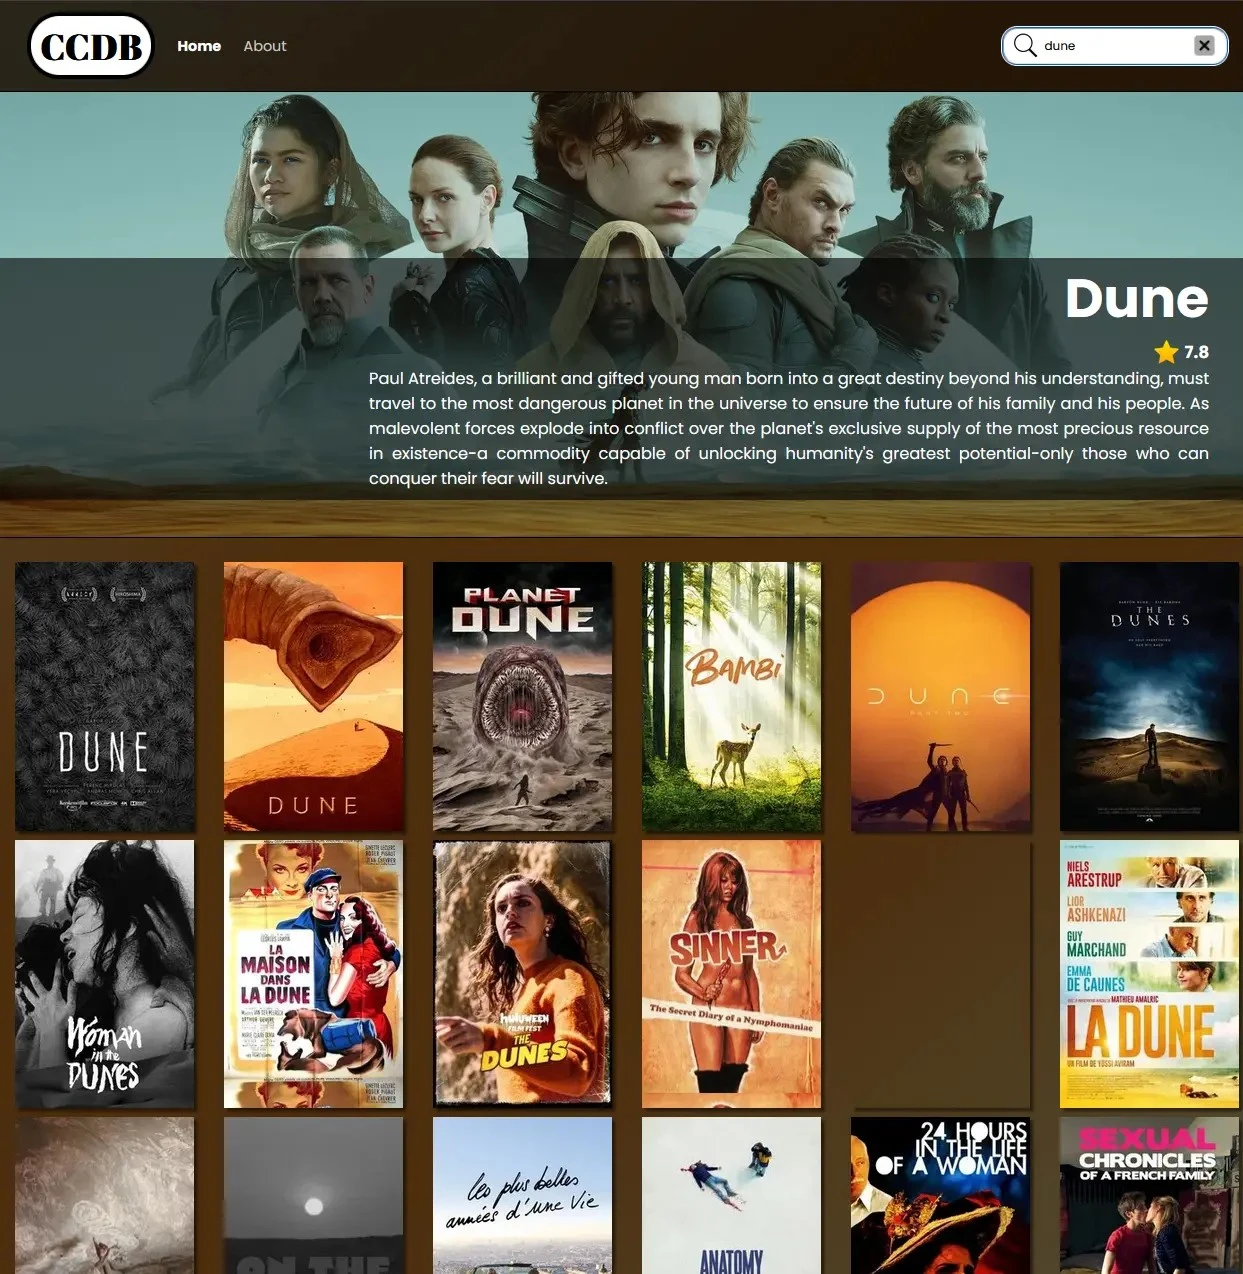 CCDB
Home
About
dune
Dune
7.8
Paul Atreides, a brilliant and gifted young man born into a great destiny beyond his understanding, must
travel to the most dangerous planet in the universe to ensure the future of his family and his people. As
malevolent forces explode into conflict over the planet's exclusive supply of the most precious resource
in existence-a commodity capable of unlocking humanity's greatest potential-only those who can
conquer their fear will survive.
DUNE
DUNE
PLANET
DUNE
BAMBI
DUNE
PART TWO
THE
DUNES
Woman
in the
DUNES
LA
MAISON
DANS
LA DUNE
HALLOWEEN
FILM FEST
THE
DUNES
SINNER
The Secret Diary of a Nymphomaniac
NIELS
ARESTRUP
LIOR
ASHKENAZI
GUY
MARCHAND
EMMA
DE CAUNES
MATHIEU AMALRIC
LA DUNE
UN FILM DE YOSSI AVIRAM
ON THE
les plus belles
années d'une Vie
ANATOMY
24 HOURS
IN THE LIFE
OF A WOMAN
SEXUAL
CHRONICLES
OF A FRENCH FAMILY